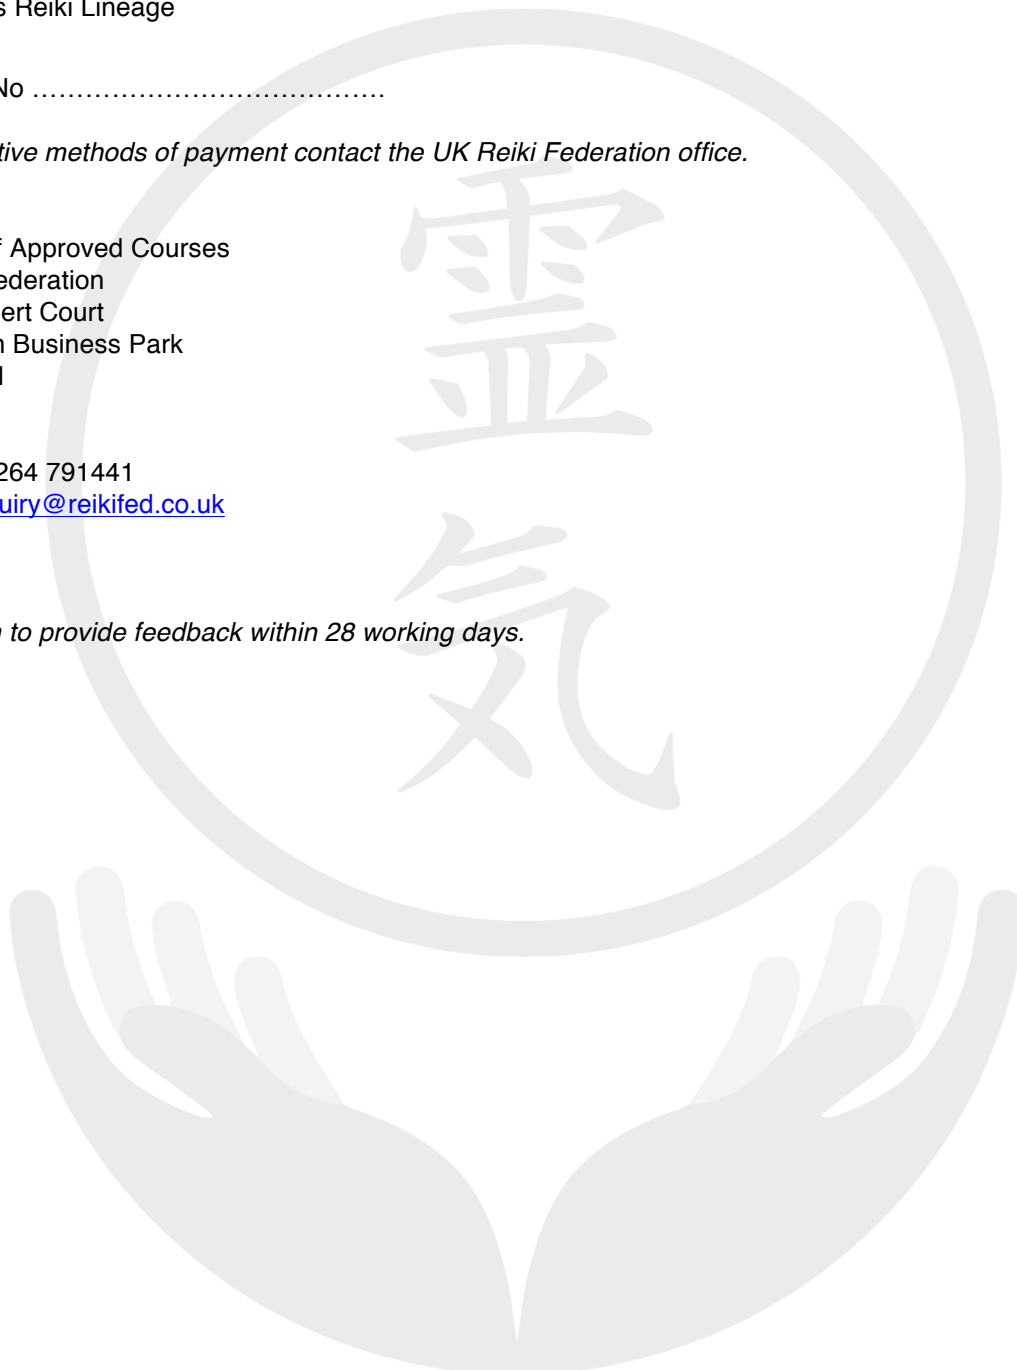 s Reiki Lineage
No …………………………………
tive methods of payment contact the UK Reiki Federation office.
f Approved Courses
ederation
ert Court
n Business Park
264 791441
uiry@reikifed.co.uk
n to provide feedback within 28 working days.
霊
気